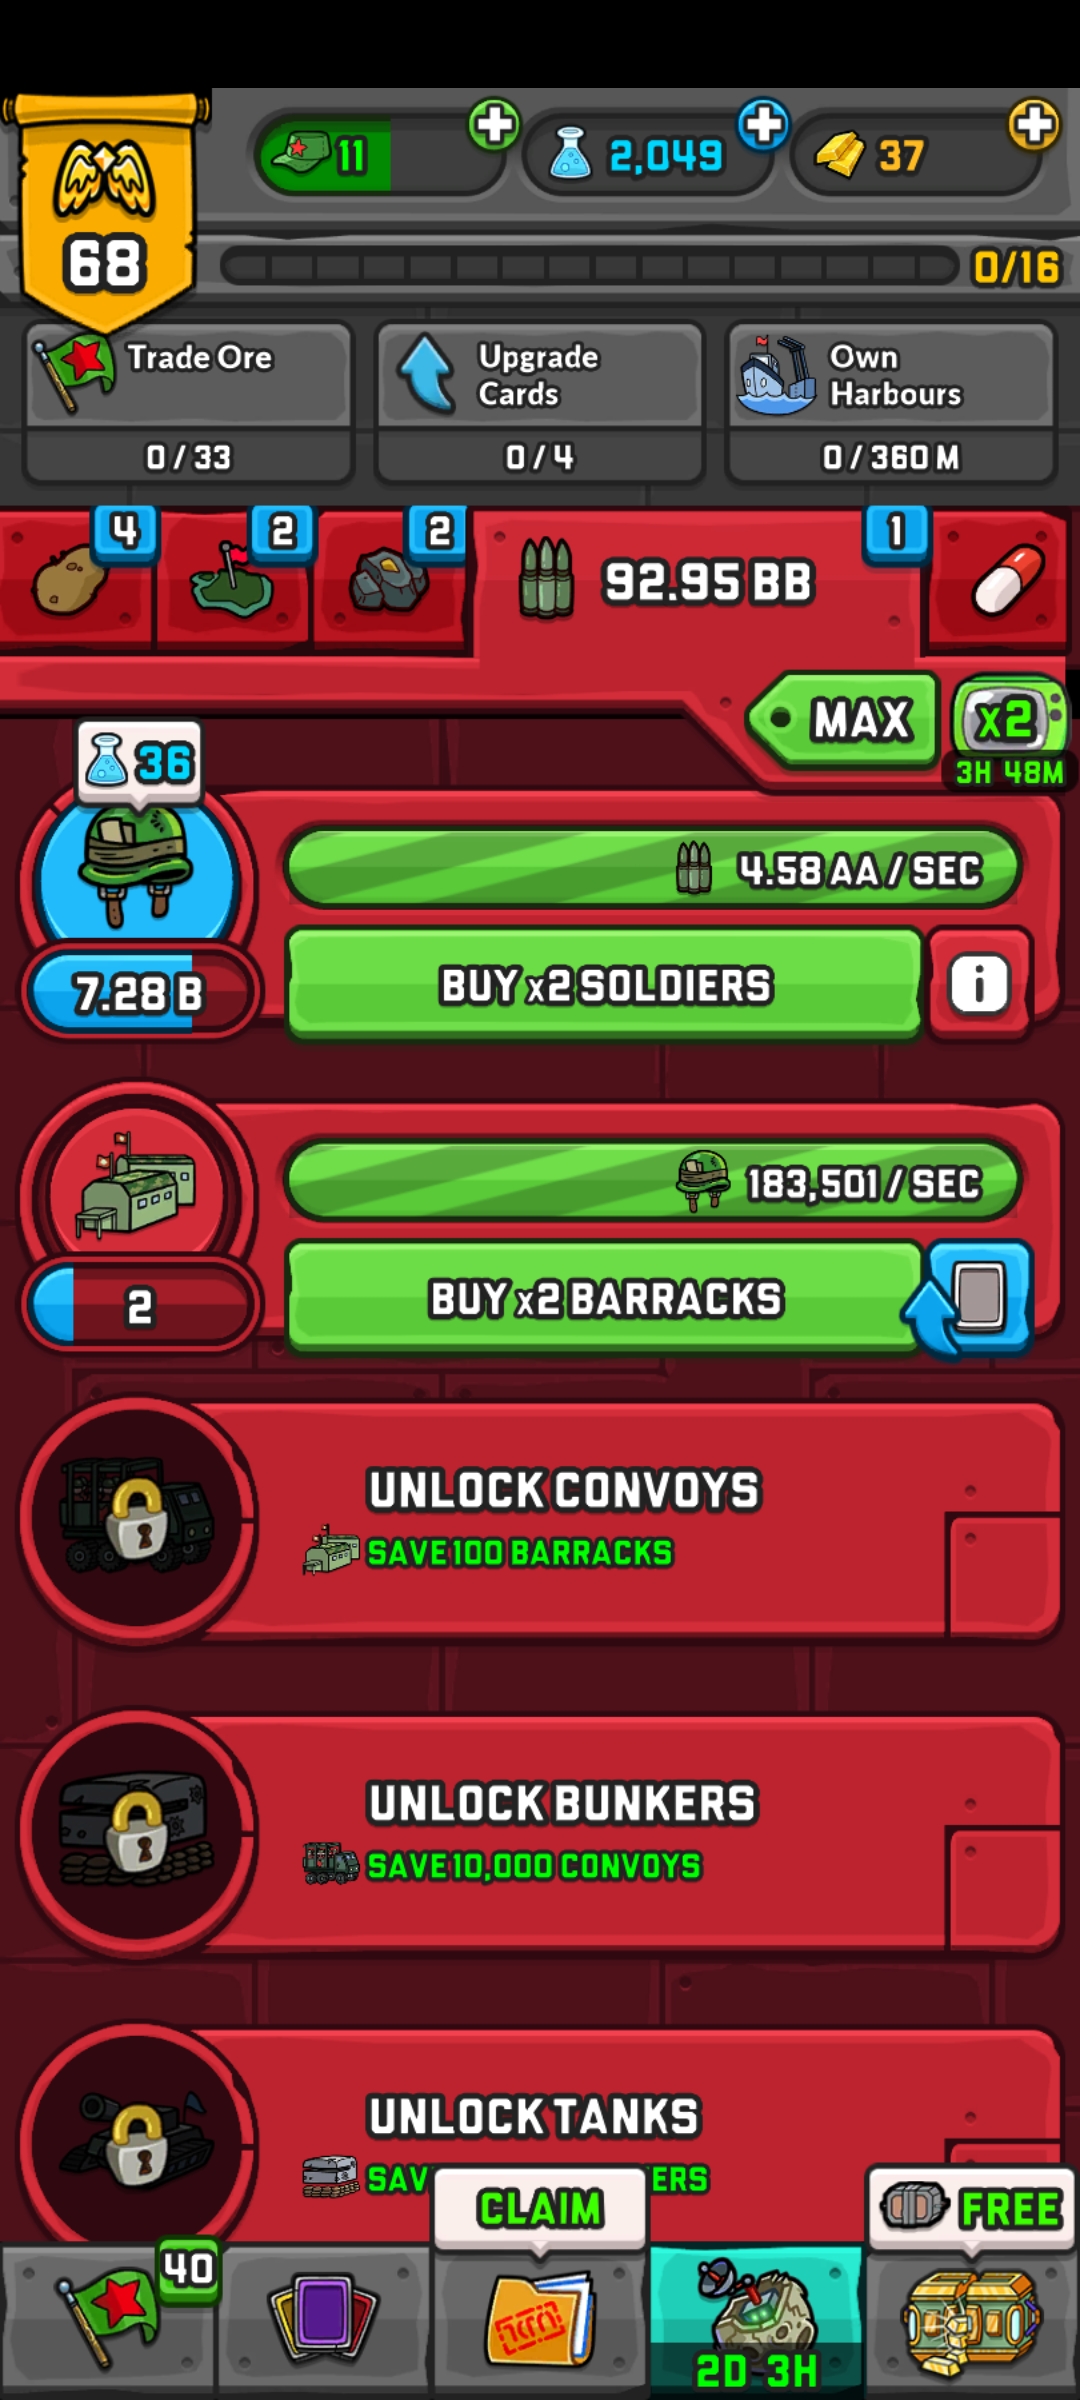 11
2,049
37
68
0/16
Trade Ore
0/33
Upgrade
Cards
0/4
Own
Harbours
0/360 M
4
2
2
92.95 BB
1
MAX
x2
3H 48M
36
4.58 AA / SEC
7.28 B
BUY x2 SOLDIERS
i
183,501 / SEC
2
BUY x2 BARRACKS
UNLOCK CONVOYS
SAVE 100 BARRACKS
UNLOCK BUNKERS
SAVE 10,000 CONVOYS
UNLOCK TANKS
CLAIM
FREE
40
2D 3H